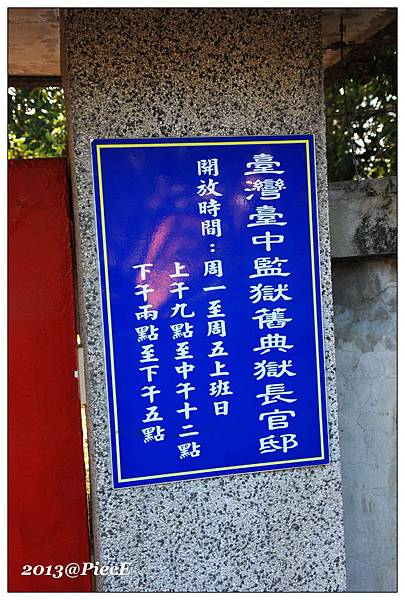 臺灣臺中監獄舊典獄長官邸
開放時間：周一至周五上班日
上午九點至中午十二點
下午兩點至下午五點
2013@PieeE